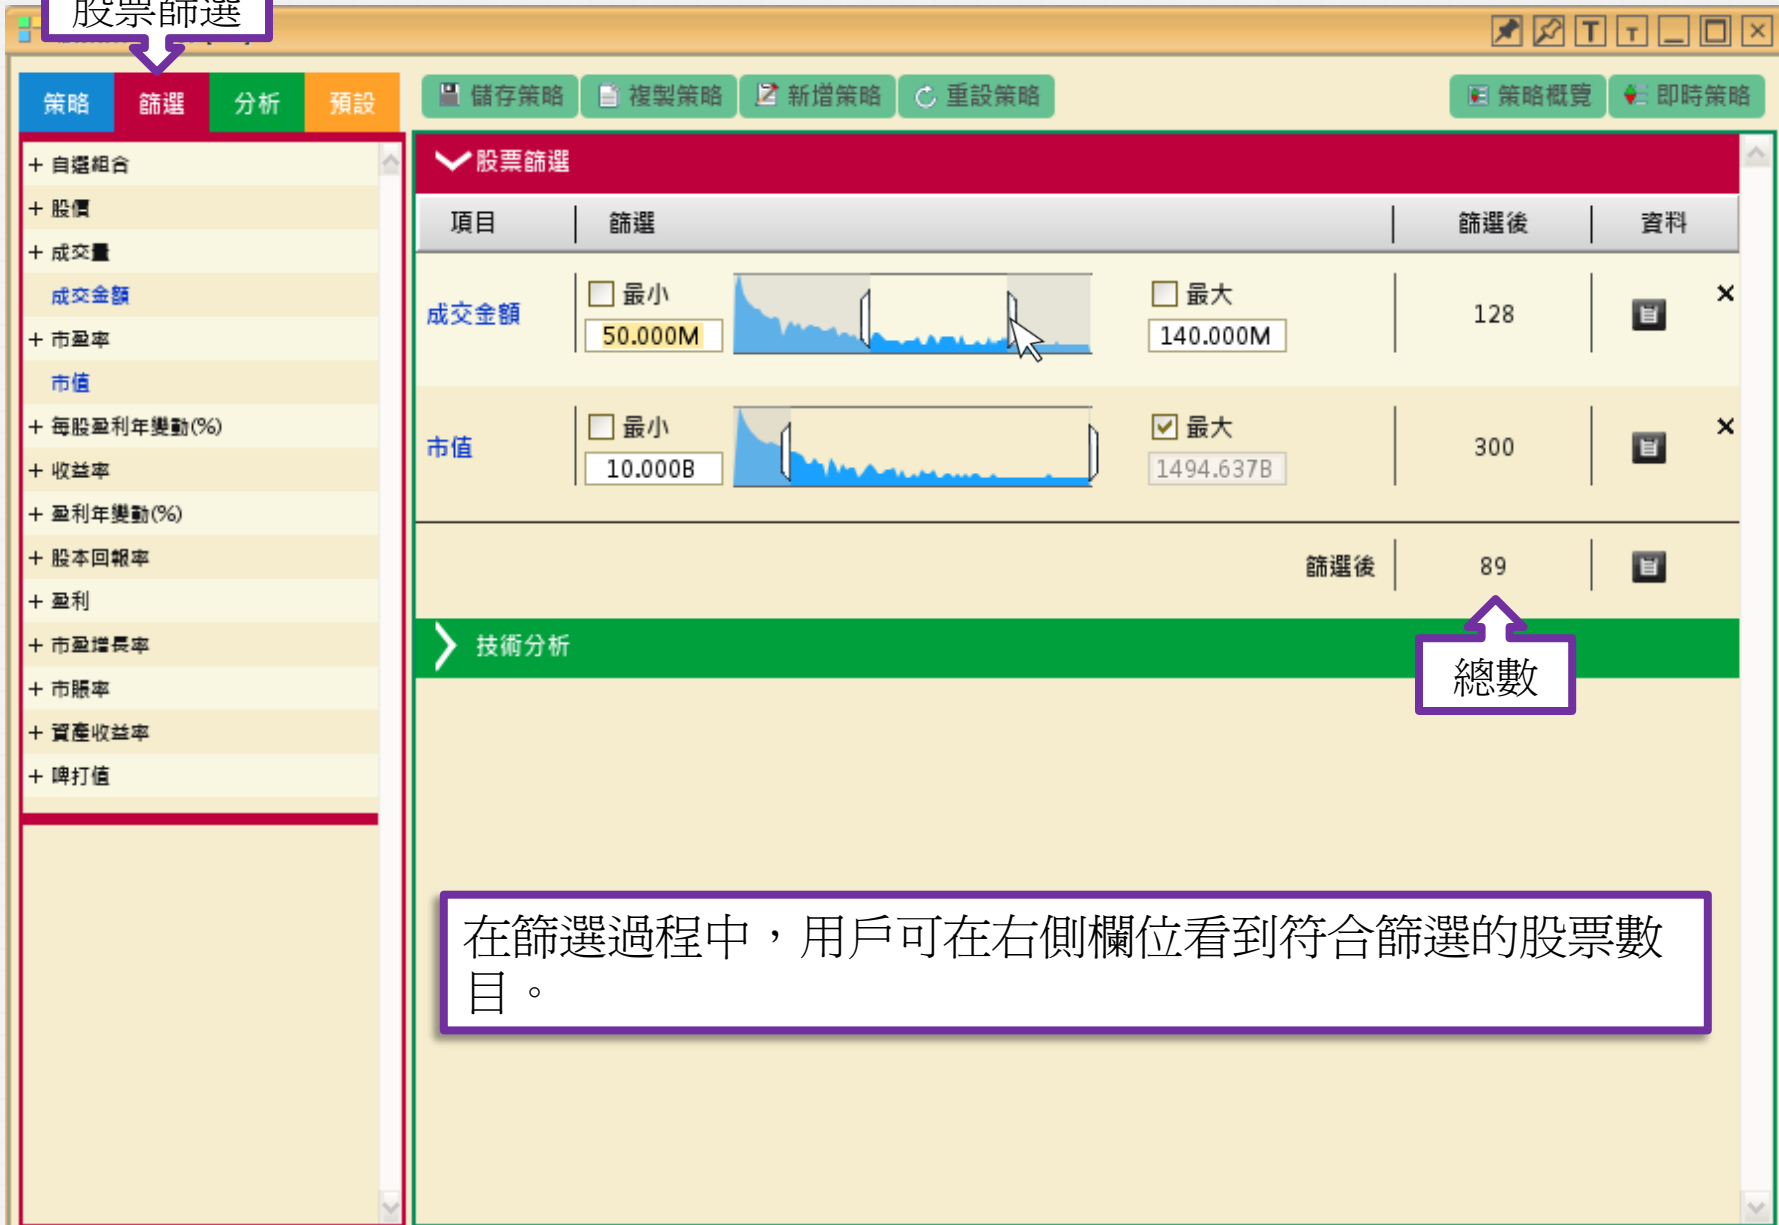 股票篩選
策略 篩選 分析 預設
儲存策略 複製策略 新增策略 重設策略 策略概覽 即時策略
+ 自選組合
+ 股價
+ 成交量
成交金額
+ 市盈率
市值
+ 每股盈利年變動(%)
+ 收益率
+ 盈利年變動(%)
+ 股本回報率
+ 盈利
+ 市盈增長率
+ 市賬率
+ 資產收益率
+ 啤打值
股票篩選
項目 篩選 篩選後 資料
成交金額 最小 50.000M 最大 140.000M 128
市值 最小 10.000B 最大 1494.637B 300
篩選後 89
技術分析
總數
在篩選過程中，用戶可在右側欄位看到符合篩選的股票數
目。